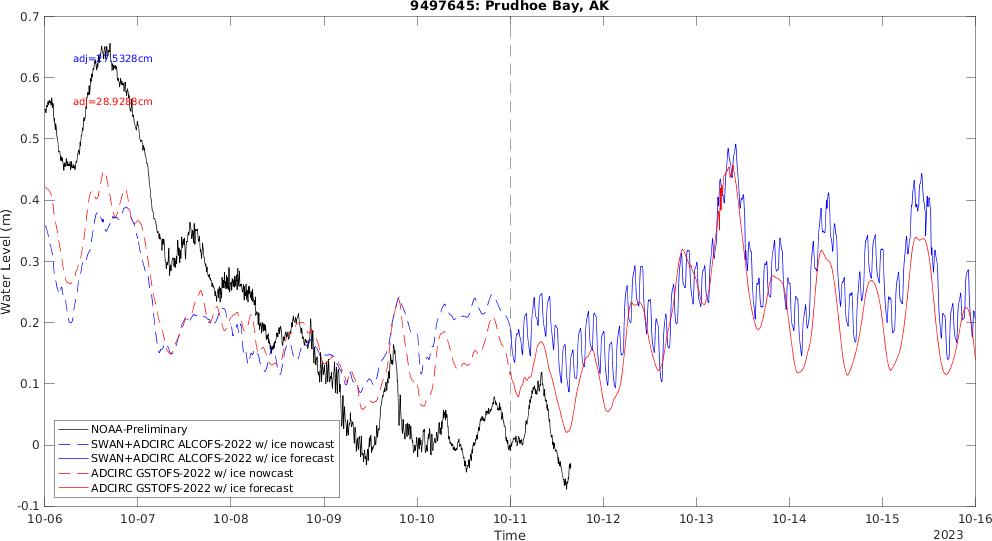 9497645: Prudhoe Bay, AK
0.7
0.6
0.5
0.4
0.3
0.2
0.1
0
-0.1
Water Level (m)
adj=17.5328cm
adj=28.9288cm
NOAA-Preliminary
SWAN+ADCIRC ALCOFS-2022 w/ ice nowcast
SWAN+ADCIRC ALCOFS-2022 w/ ice forecast
ADCIRC GSTOFS-2022 w/ ice nowcast
ADCIRC GSTOFS-2022 w/ ice forecast
10-06 10-07 10-08 10-09 10-10 10-11 10-12 10-13 10-14 10-15 10-16
Time
2023